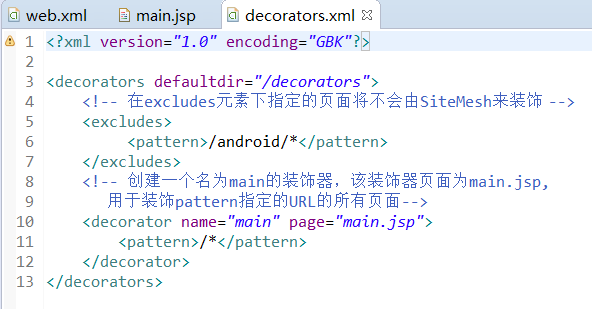 web.xml main.jsp decorators.xml
1 <?xml version="1.0" encoding="GBK"?>
2
3 <decorators defaultdir="/decorators">
4 <!-- 在excludes元素下指定的页面将不会由SiteMesh来装饰 -->
5 <excludes>
6 <pattern>/android/*</pattern>
7 </excludes>
8 <!-- 创建一个名为main的装饰器，该装饰器页面为main.jsp,
9 用于装饰pattern指定的URL的所有页面-->
10 <decorator name="main" page="main.jsp">
11 <pattern>/*</pattern>
12 </decorator>
13 </decorators>